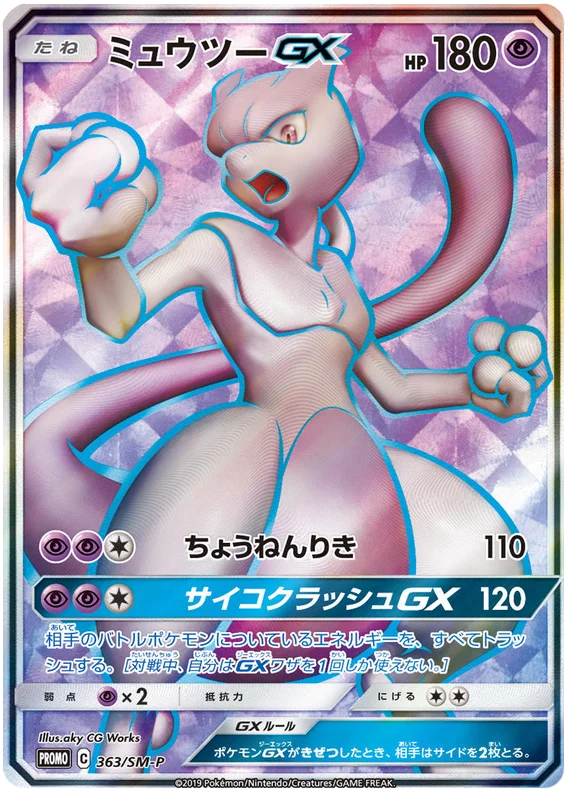 たね ミュウツーGX HP180
ちょうねんりき 110
サイコクラッシュGX 120
相手のバトルポケモンについているエネルギーを、すべてトラッ
シュする。[対戦中、自分はGXワザを1回しか使えない。]
弱点 ×2 抵抗力 にげる
GXルール
ポケモンGXがきぜつしたとき、相手はサイドを2枚とる。
Illus.aky CG Works
PROMO C 363/SM-P
©2019 Pokémon/Nintendo/Creatures/GAME FREAK.